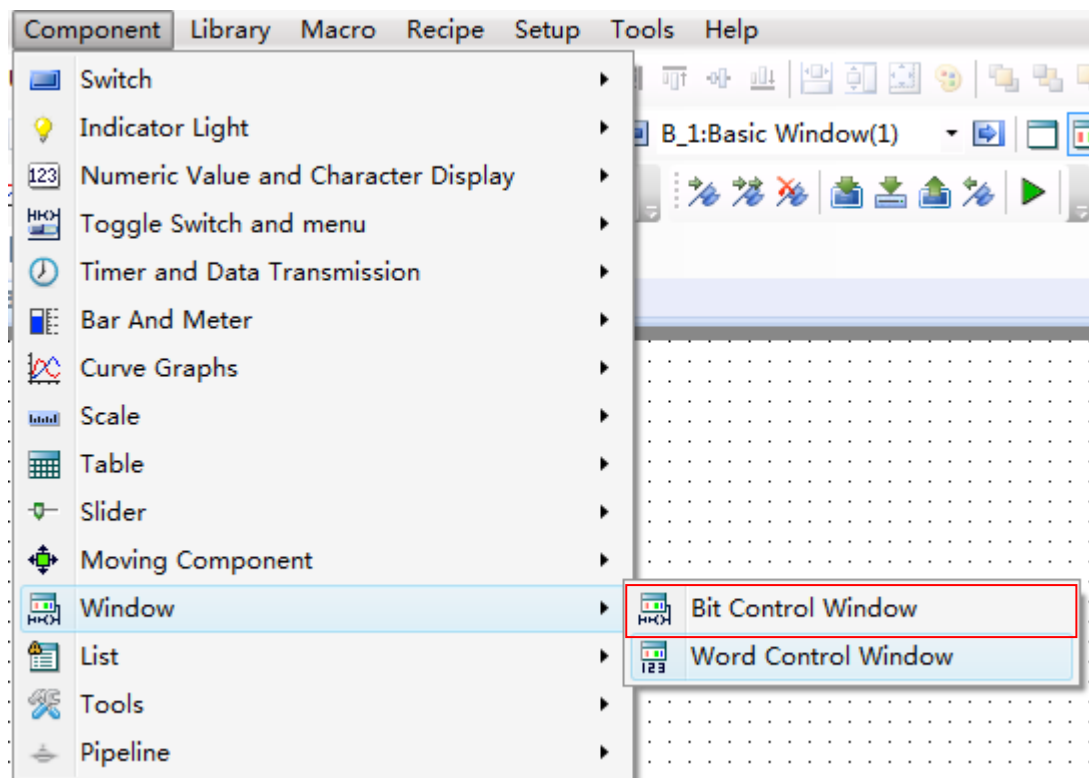 Component Library Macro Recipe Setup Tools Help
Switch
B_1:Basic Window(1)
Indicator Light
123 Numeric Value and Character Display
Toggle Switch and menu
Timer and Data Transmission
Bar And Meter
Curve Graphs
Scale
Table
Slider
Moving Component
Window
Bit Control Window
List
123 Word Control Window
Tools
Pipeline